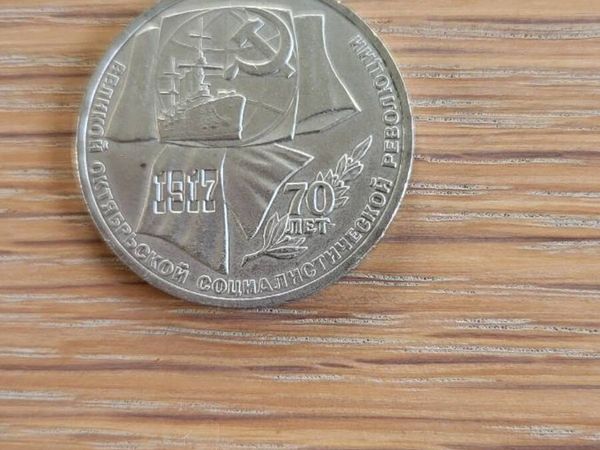 ВЕЛИКОЙ ОКТЯБРЬСКОЙ СОЦИАЛИСТИЧЕСКОЙ РЕВОЛЮЦИИ
1917
70
ЛЕТ